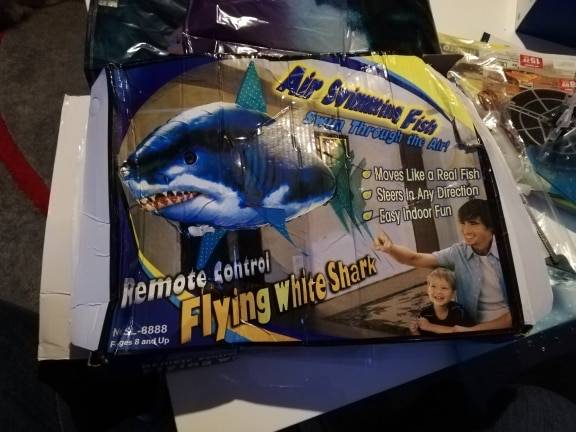 Air Swimming Fish
Swim Through the Air!
Moves Like a Real Fish
Steers In Any Direction
Easy Indoor Fun
Remote Control
Flying White Shark
8888
8 and Up